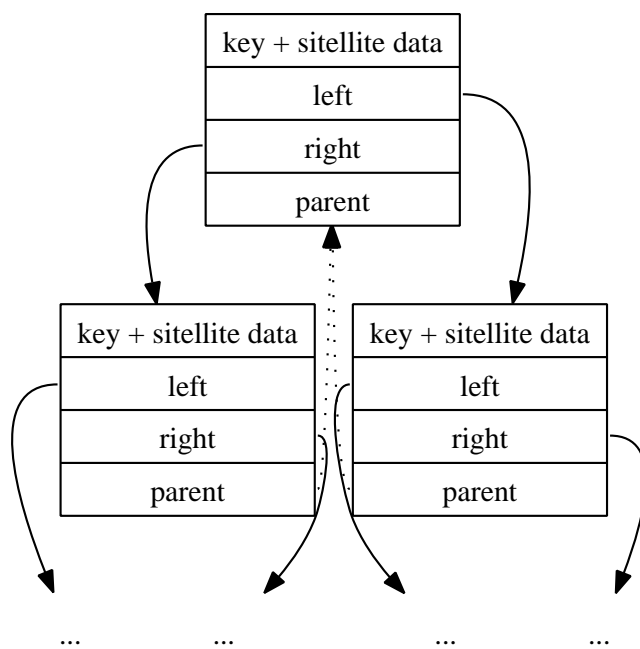 key + sitellite data
left
right
parent
key + sitellite data
left
right
parent
key + sitellite data
left
right
parent
... ... ... ...